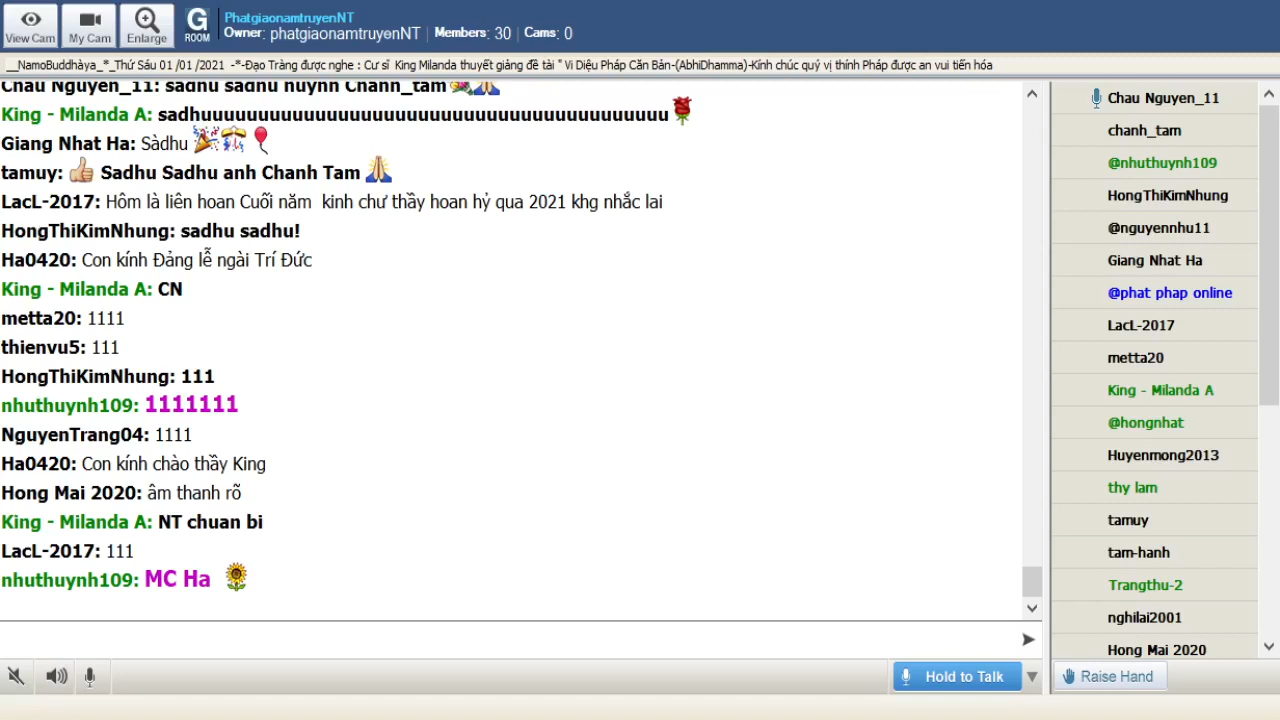 View Cam
My Cam
Enlarge
G
ROOM
PhatgiaonamtruyenNT
Owner: phatgiaonamtruyenNT | Members: 30 | Cams: 0
__NamoBuddhàya_*_Thứ Sáu 01 /01 /2021 -*-Đạo Tràng được nghe : Cư sĩ King Milanda thuyết giảng đề tài " Vi Diệu Pháp Căn Bản-(AbhiDhamma)-Kính chúc quý vị thính Pháp được an vui tiến hóa
Chau Nguyen_11: sadhu sadhu huynh Chanh_tam
King - Milanda A: sadhuuuuuuuuuuuuuuuuuuuuuuuuuuuuuuuuuuuuuuuuu
Giang Nhat Ha: Sàdhu
tamuy: Sadhu Sadhu anh Chanh Tam
LacL-2017: Hôm là liên hoan Cuối năm kinh chư thầy hoan hỷ qua 2021 khg nhắc lai
HongThiKimNhung: sadhu sadhu!
Ha0420: Con kính Đảng lễ ngài Trí Đức
King - Milanda A: CN
metta20: 1111
thienvu5: 111
HongThiKimNhung: 111
nhuthuynh109: 1111111
NguyenTrang04: 1111
Ha0420: Con kính chào thầy King
Hong Mai 2020: âm thanh rõ
King - Milanda A: NT chuan bi
LacL-2017: 111
nhuthuynh109: MC Ha
Chau Nguyen_11
chanh_tam
@nhuthuynh109
HongThiKimNhung
@nguyennhu11
Giang Nhat Ha
@phat phap online
LacL-2017
metta20
King - Milanda A
@hongnhat
Huyenmong2013
thy lam
tamuy
tam-hanh
Trangthu-2
nghilai2001
Hong Mai 2020
Hold to Talk
Raise Hand